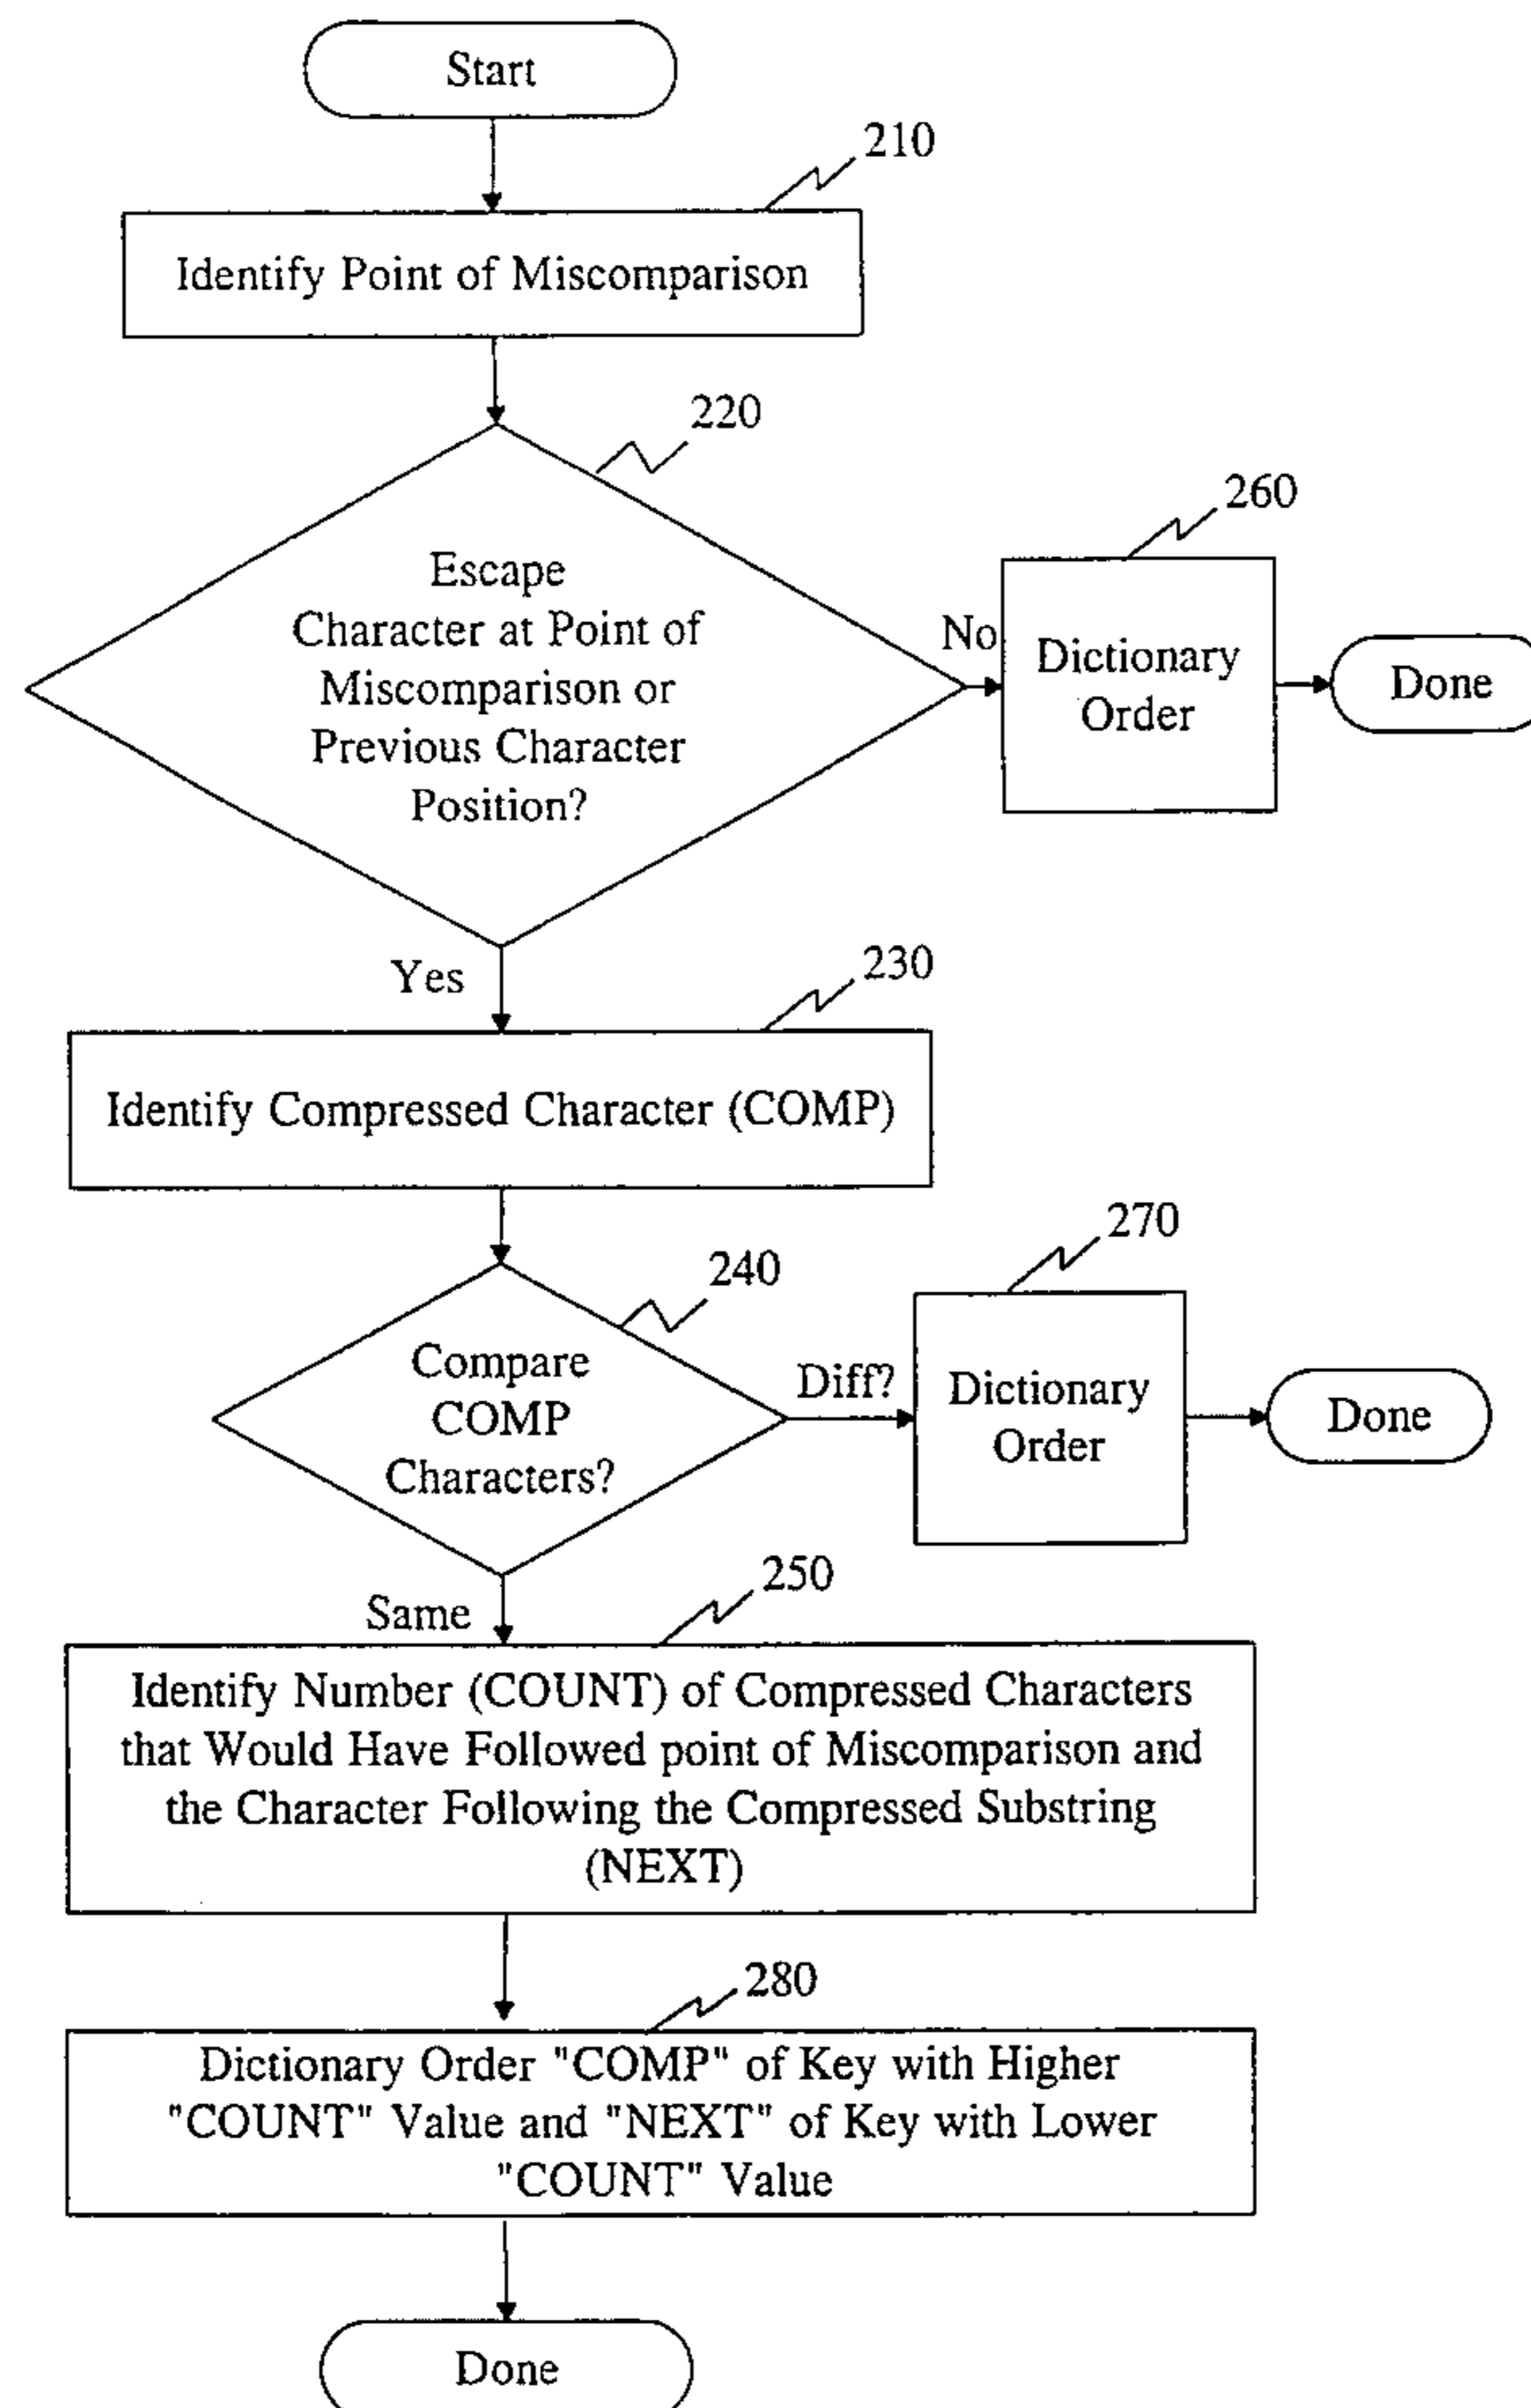 Start
210
Identify Point of Miscomparison
220
Escape
Character at Point of
Miscomparison or
Previous Character
Position?
No
260
Dictionary
Order
Done
Yes
230
Identify Compressed Character (COMP)
240
Compare
COMP
Characters?
Diff?
270
Dictionary
Order
Done
Same
250
Identify Number (COUNT) of Compressed Characters
that Would Have Followed point of Miscomparison and
the Character Following the Compressed Substring
(NEXT)
280
Dictionary Order "COMP" of Key with Higher
"COUNT" Value and "NEXT" of Key with Lower
"COUNT" Value
Done